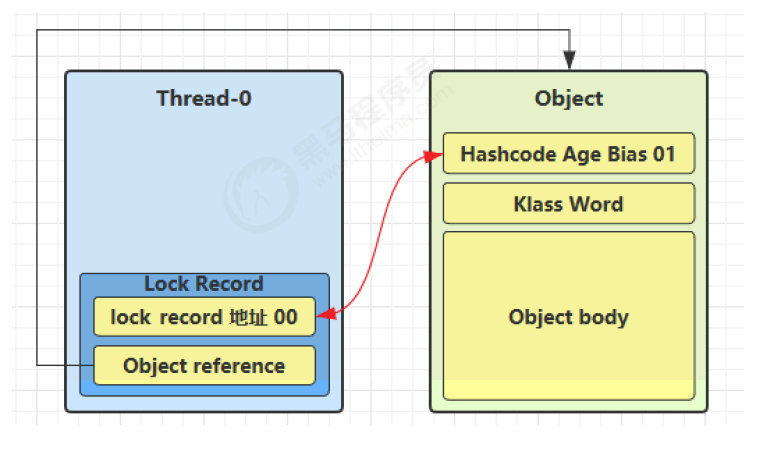 Thread-0
Lock Record
lock record 地址 00
Object reference
Object
Hashcode Age Bias 01
Klass Word
Object body
黑马程序员
www.itheima.com